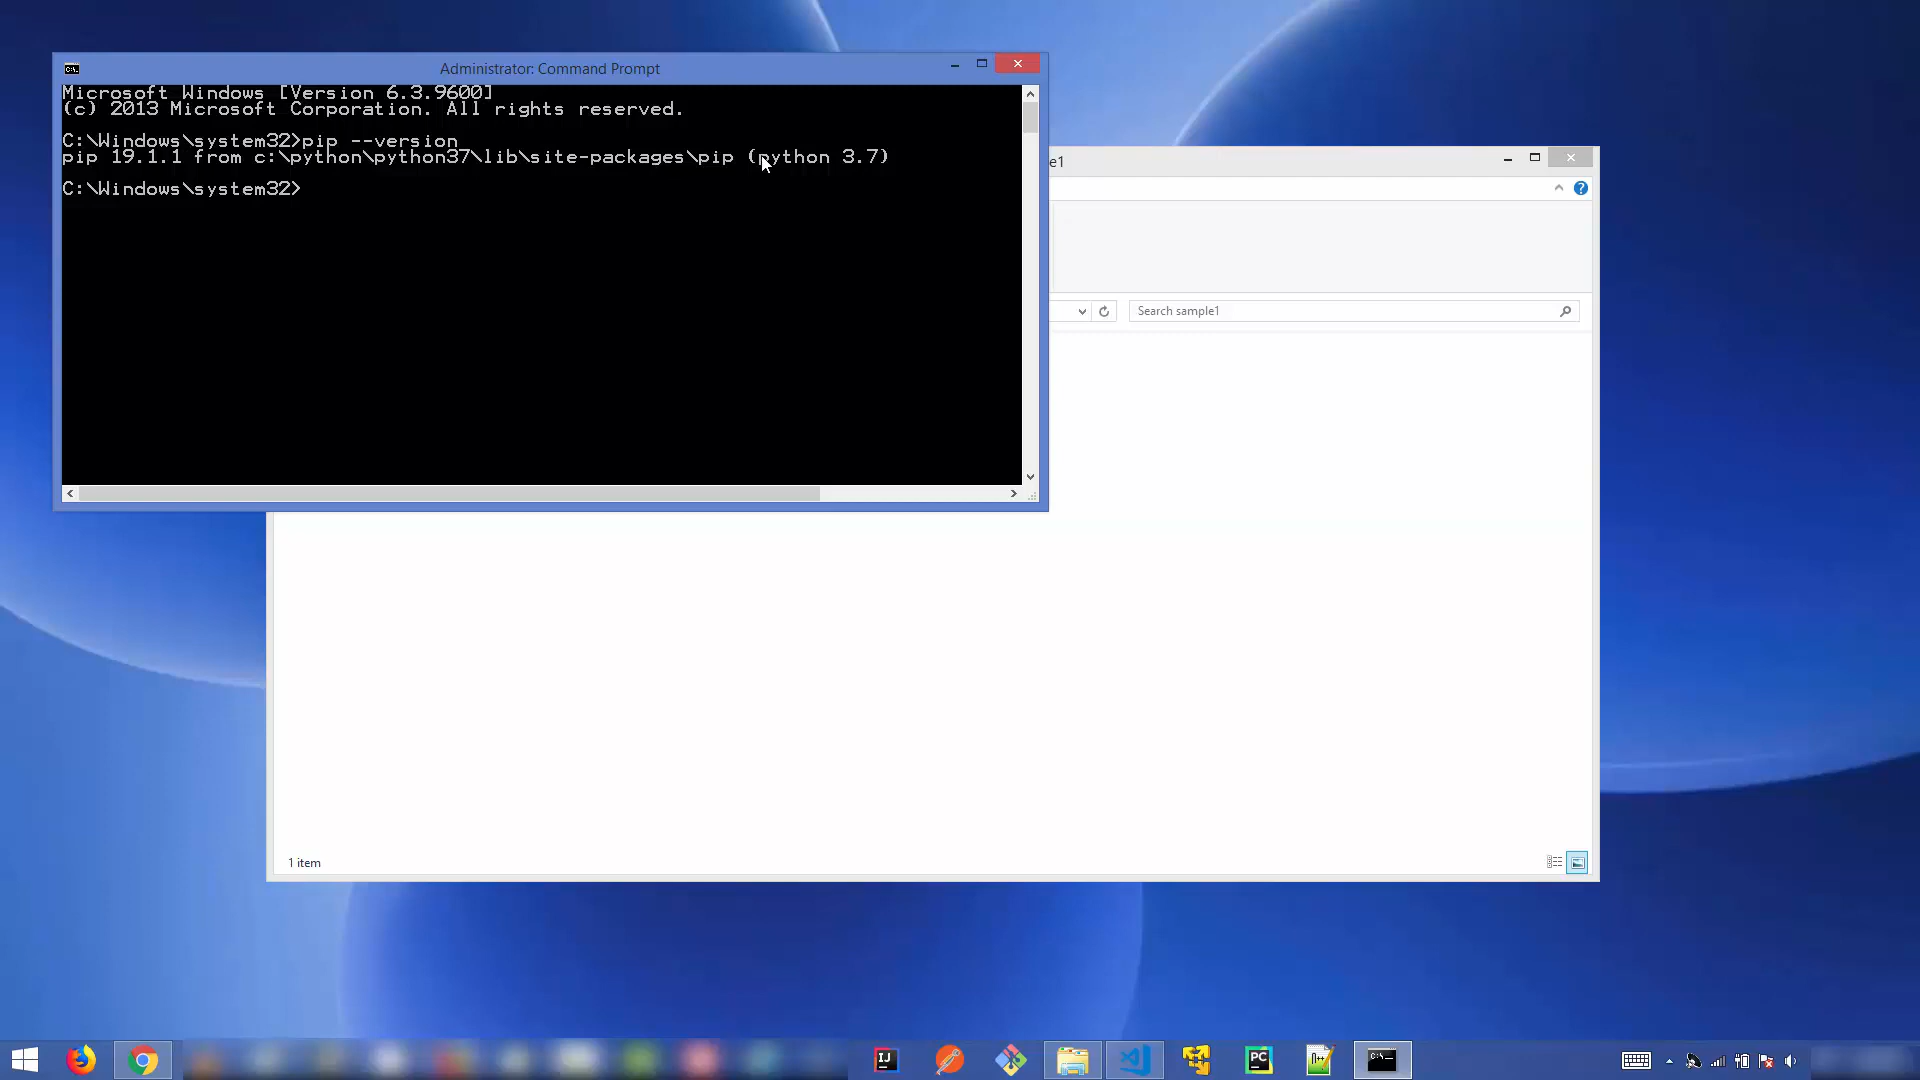 Administrator: Command Prompt
Microsoft Windows [Version 6.3.9600]
(c) 2013 Microsoft Corporation. All rights reserved.
C:\Windows\system32>pip --version
pip 19.1.1 from c:\python\python37\lib\site-packages\pip (python 3.7)
C:\Windows\system32>
e1
Search sample1
1 item
IJ
PC